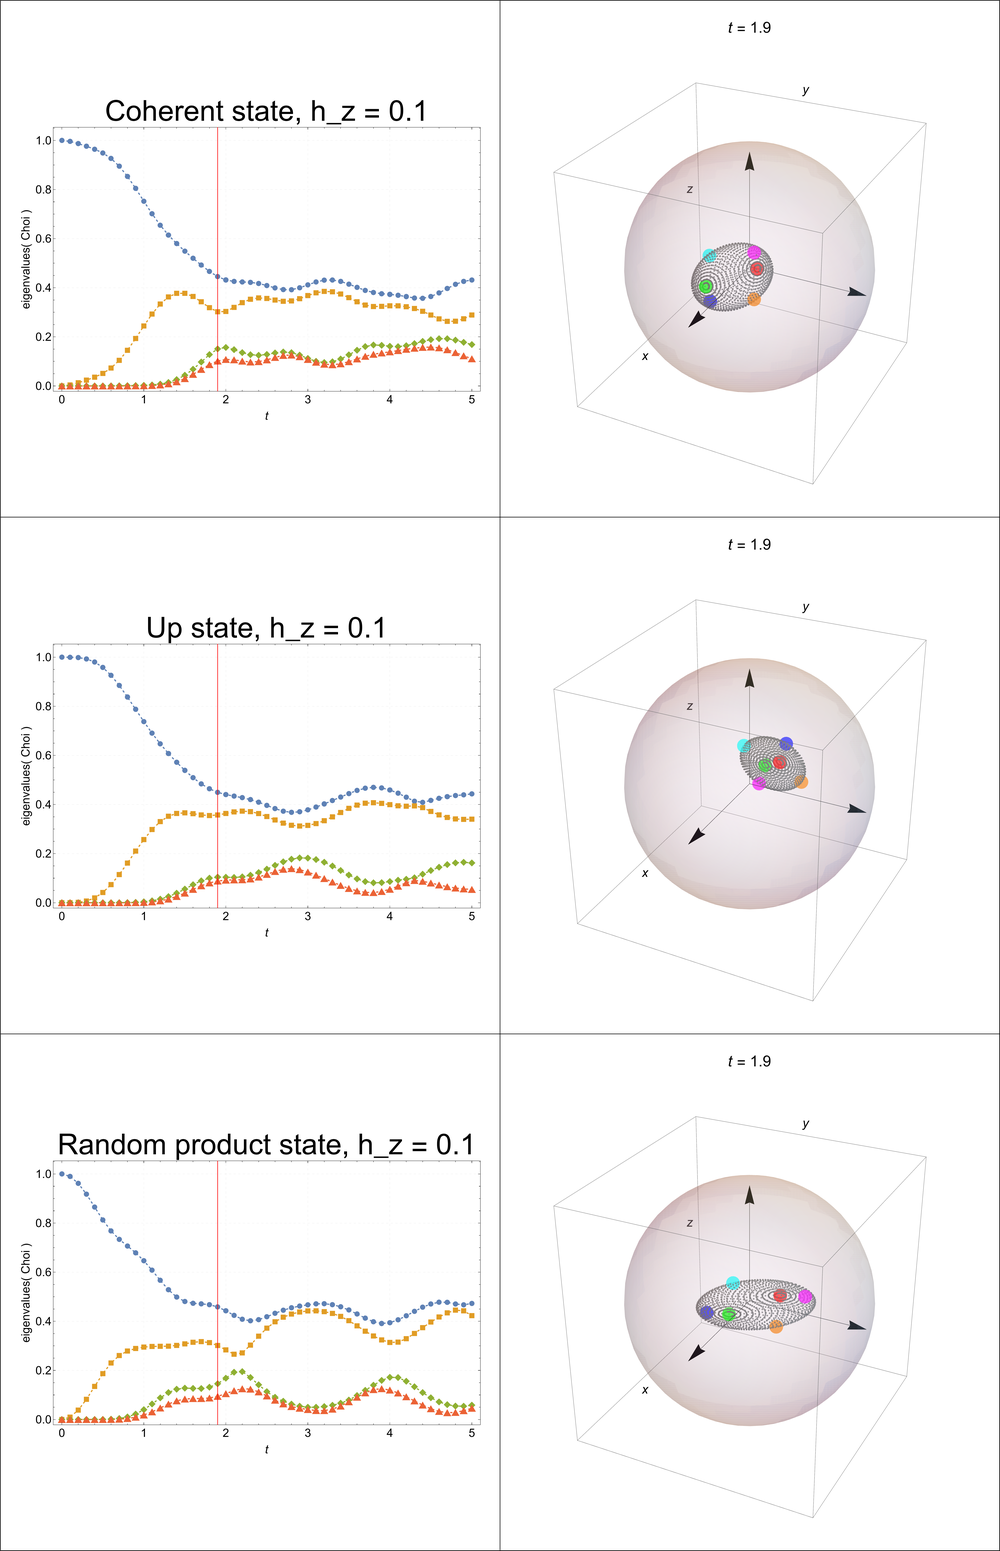 t = 1.9
Coherent state, h_z = 0.1
eigenvalues( Choi )
1.0
0.8
0.6
0.4
0.2
0.0
0 1 2 3 4 5
t
y
z
x
t = 1.9
Up state, h_z = 0.1
eigenvalues( Choi )
1.0
0.8
0.6
0.4
0.2
0.0
0 1 2 3 4 5
t
y
z
x
t = 1.9
Random product state, h_z = 0.1
eigenvalues( Choi )
1.0
0.8
0.6
0.4
0.2
0.0
0 1 2 3 4 5
t
y
z
x